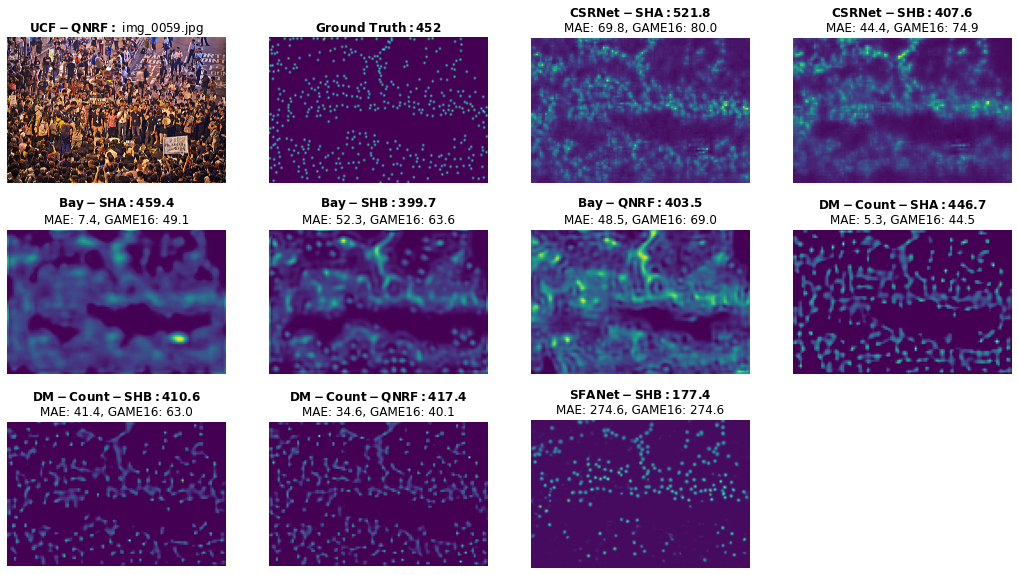 UCF − QNRF : img_0059.jpg
Ground Truth : 452
CSRNet − SHA : 521.8
MAE: 69.8, GAME16: 80.0
CSRNet − SHB : 407.6
MAE: 44.4, GAME16: 74.9
Bay − SHA : 459.4
MAE: 7.4, GAME16: 49.1
Bay − SHB : 399.7
MAE: 52.3, GAME16: 63.6
Bay − QNRF : 403.5
MAE: 48.5, GAME16: 69.0
DM − Count − SHA : 446.7
MAE: 5.3, GAME16: 44.5
DM − Count − SHB : 410.6
MAE: 41.4, GAME16: 63.0
DM − Count − QNRF : 417.4
MAE: 34.6, GAME16: 40.1
SFANet − SHB : 177.4
MAE: 274.6, GAME16: 274.6